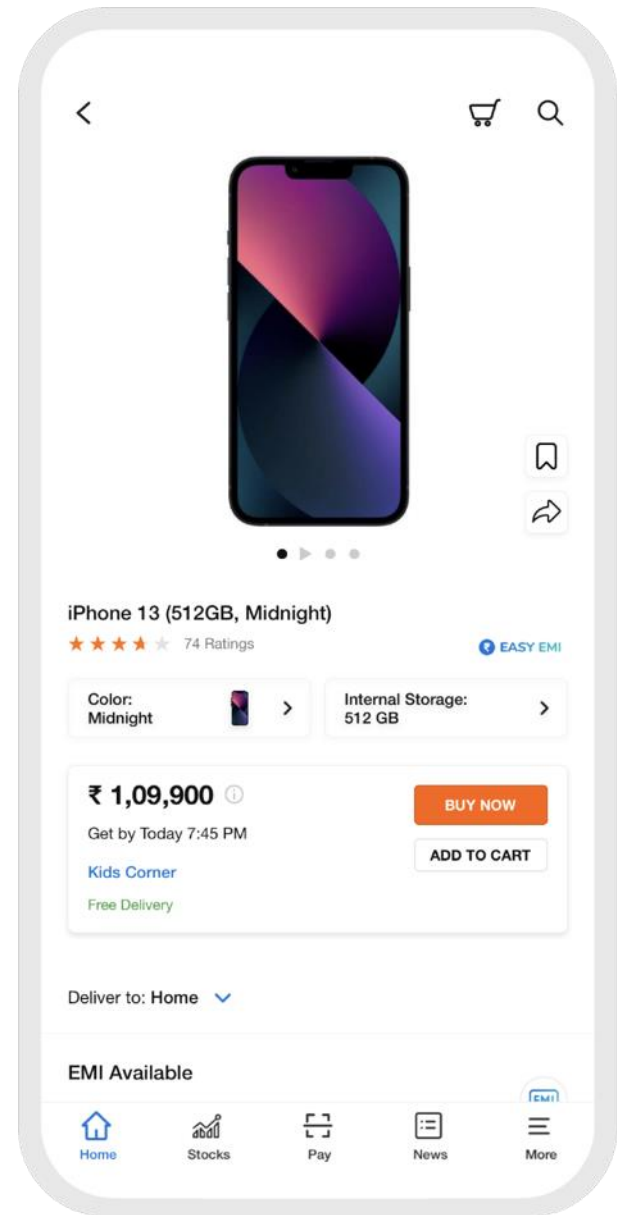 iPhone 13 (512GB, Midnight)
74 Ratings
EASY EMI
Color:
Midnight
Internal Storage:
512 GB
₹ 1,09,900
BUY NOW
Get by Today 7:45 PM
ADD TO CART
Kids Corner
Free Delivery
Deliver to: Home
EMI Available
EMI
Home
Stocks
Pay
News
More